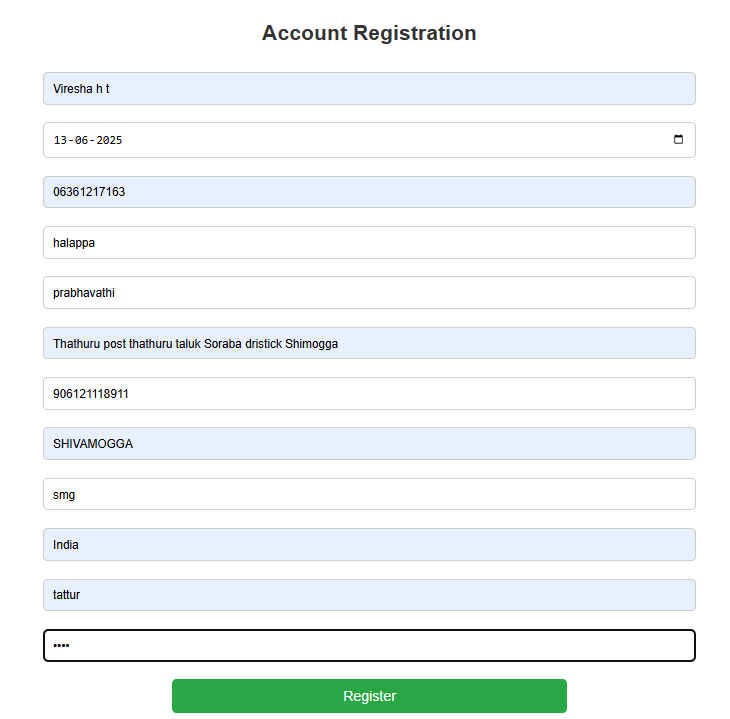 Account Registration
Viresha h t
13-06-2025
06361217163
halappa
prabhavathi
Thathuru post thathuru taluk Soraba dristick Shimogga
906121118911
SHIVAMOGGA
smg
India
tattur
••••
Register